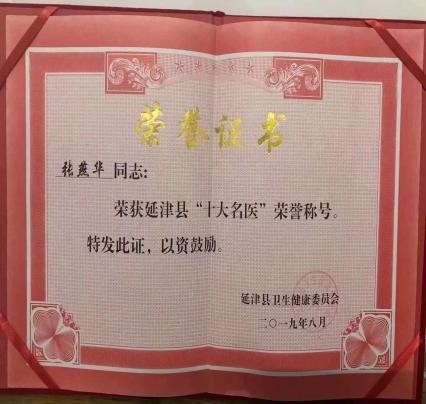 荣誉证书
张燕华 同志:
荣获延津县“十大名医”荣誉称号。
特发此证,以资鼓励。
延津县卫生健康委员会
二〇一九年八月